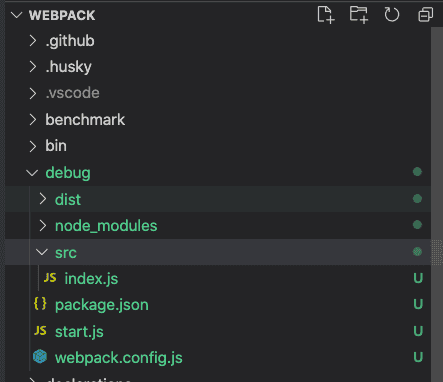 WEBPACK
.github
.husky
.vscode
benchmark
bin
debug
dist
node_modules
src
JS index.js U
{} package.json U
JS start.js U
webpack.config.js U